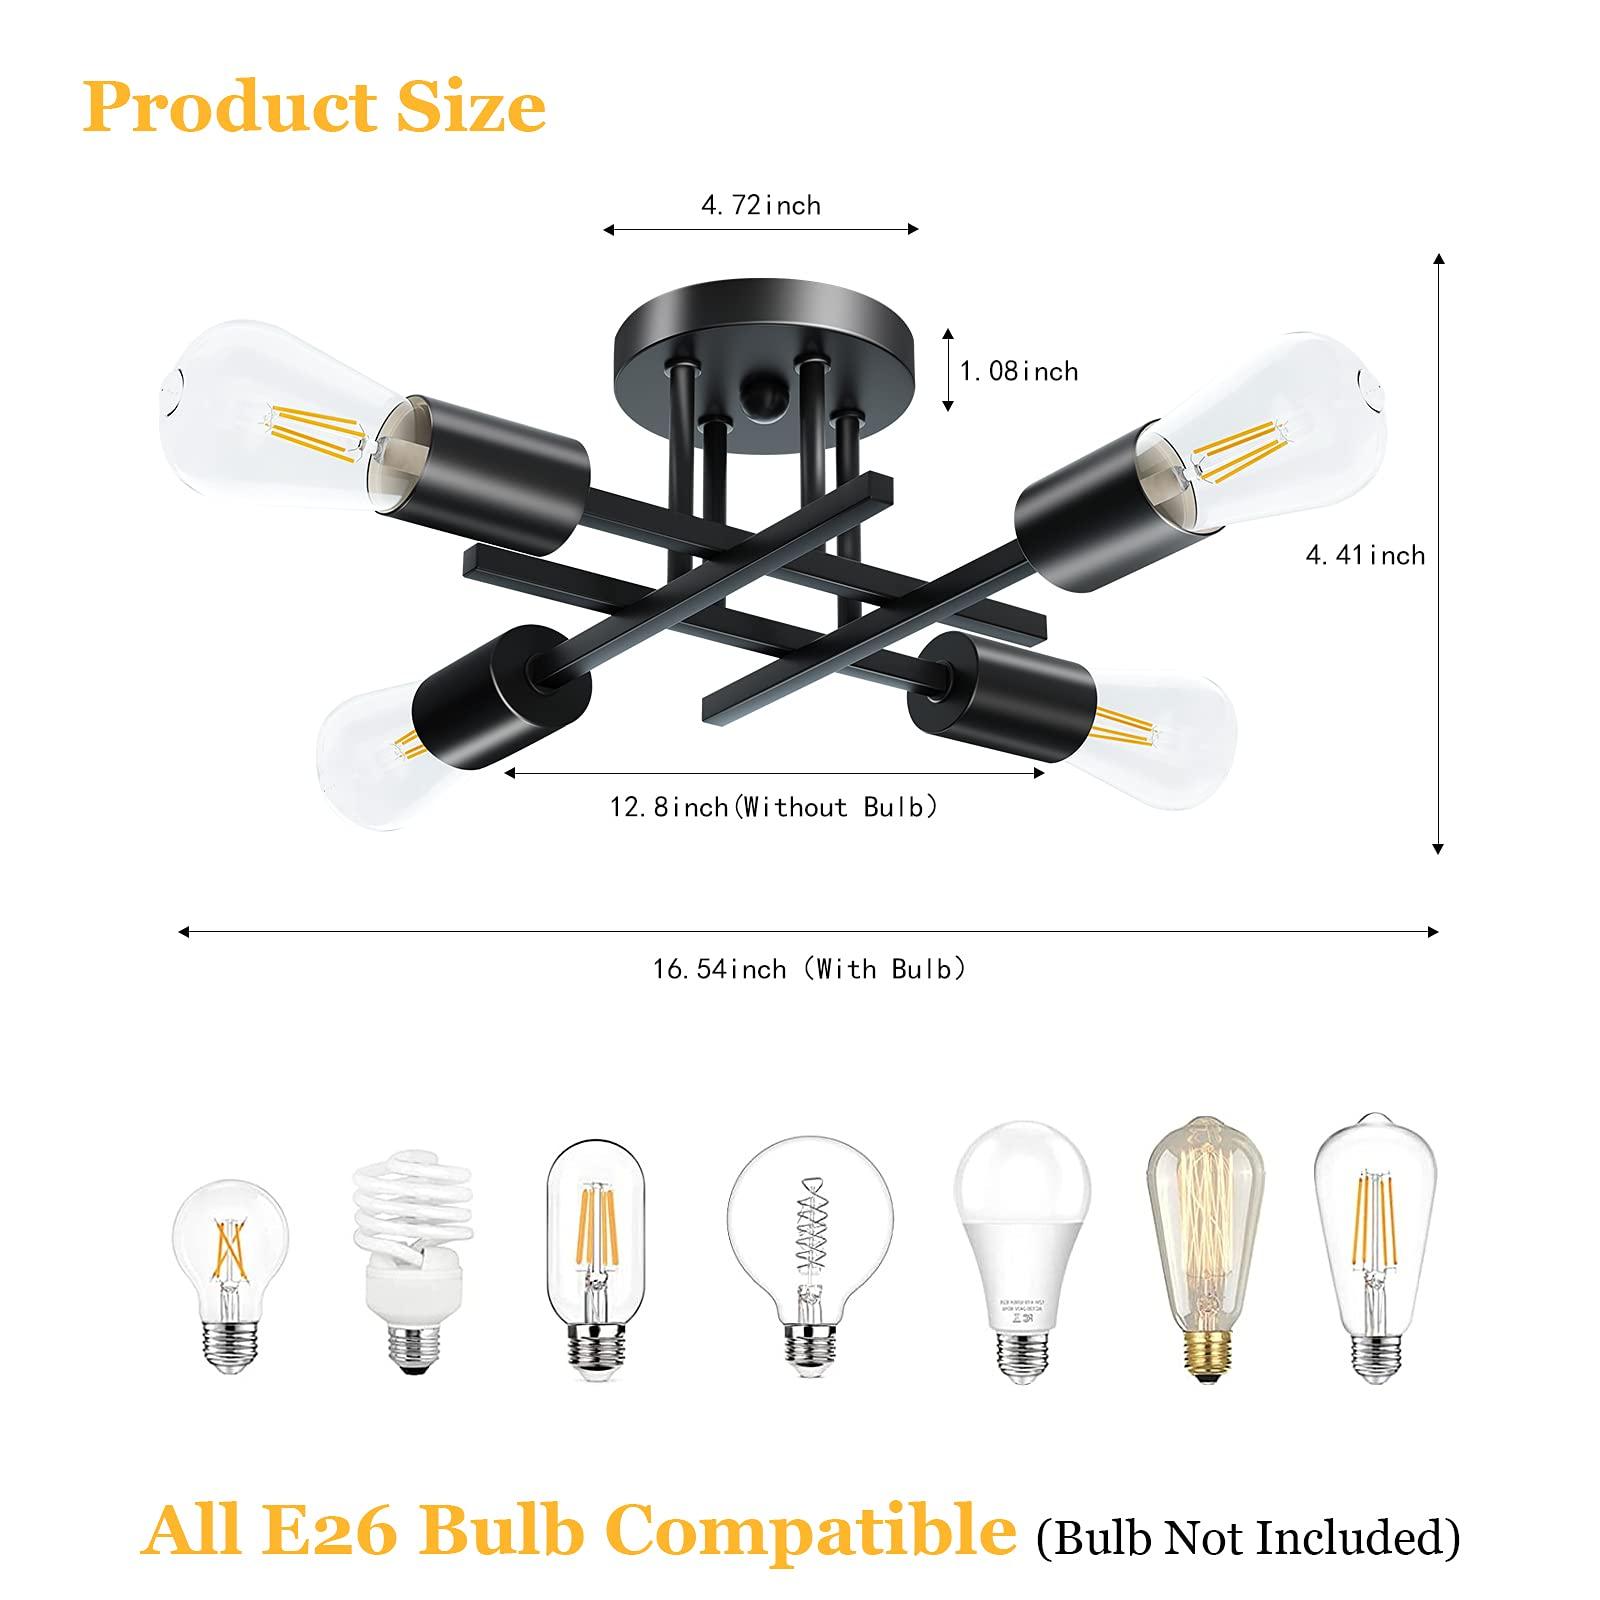 Product Size
4.72inch
1.08inch
4.41inch
12.8inch(Without Bulb)
16.54inch (With Bulb)
All E26 Bulb Compatible (Bulb Not Included)